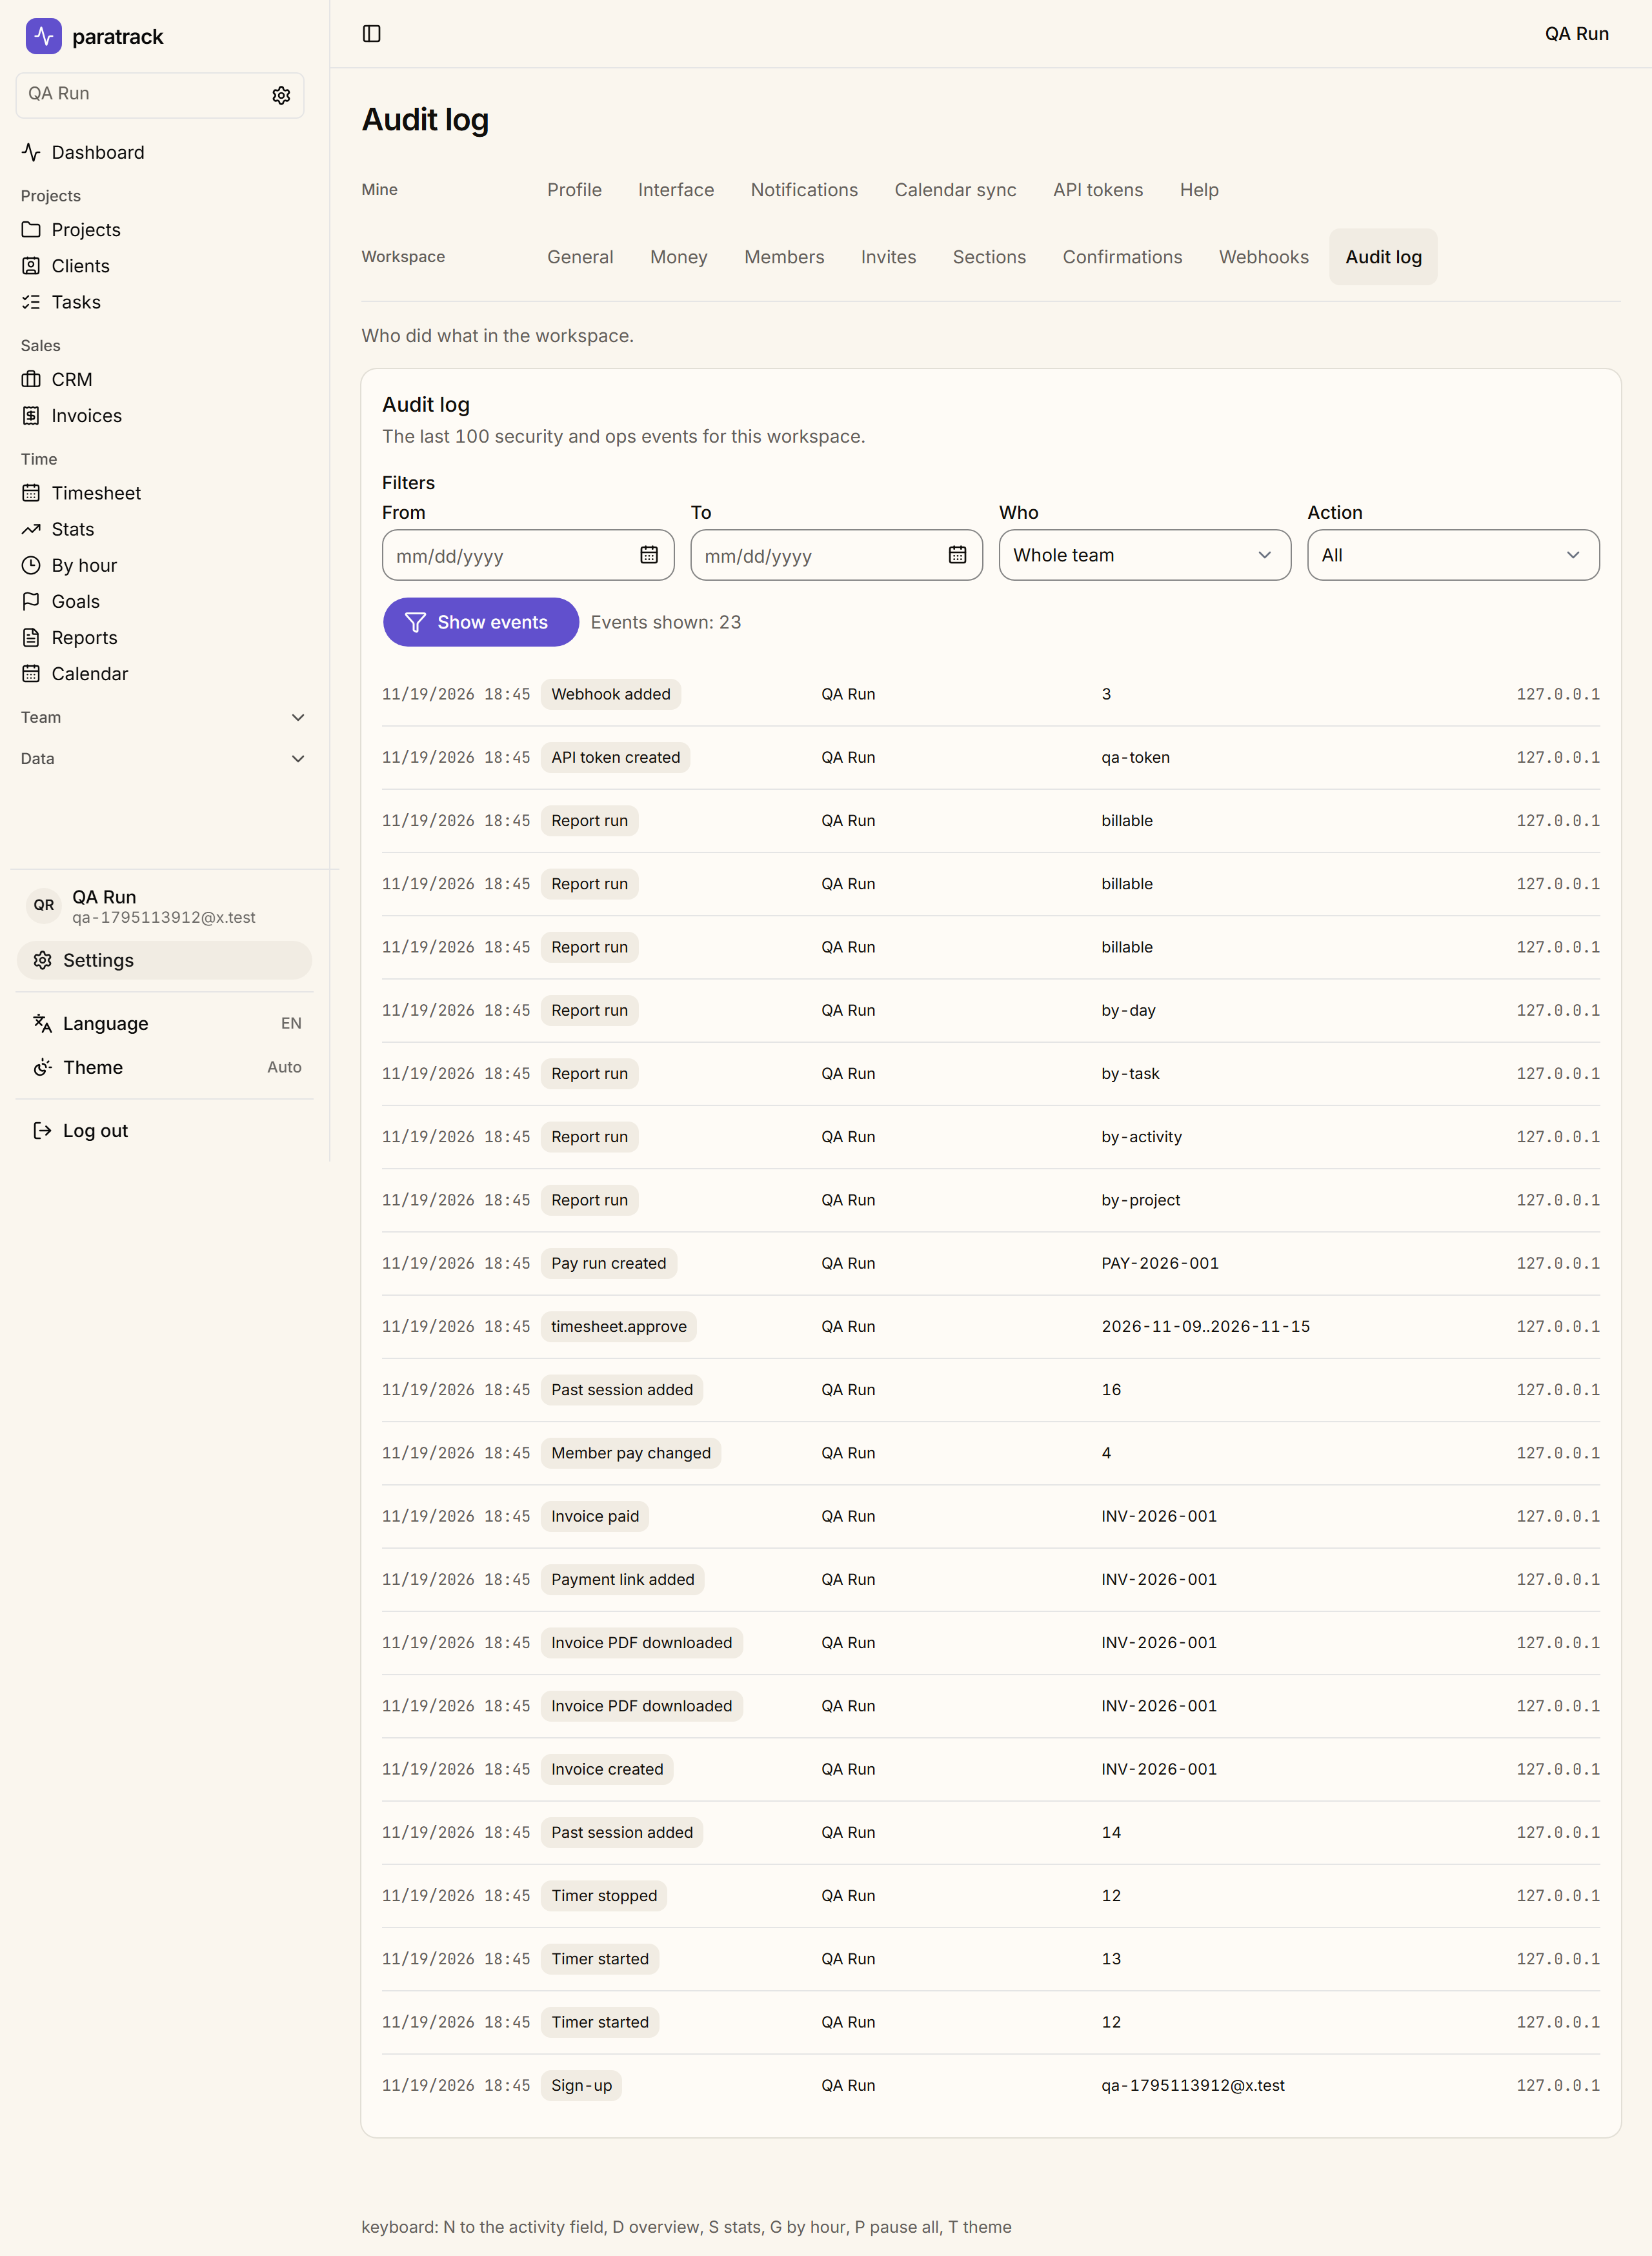 paratrack
QA Run
QA Run
Dashboard
Projects
Projects
Clients
Tasks
Sales
CRM
Invoices
Time
Timesheet
Stats
By hour
Goals
Reports
Calendar
Team
Data
QR
QA Run
qa-1795113912@x.test
Settings
Language EN
Theme Auto
Log out
Audit log
Mine Profile Interface Notifications Calendar sync API tokens Help
Workspace General Money Members Invites Sections Confirmations Webhooks Audit log
Who did what in the workspace.
Audit log
The last 100 security and ops events for this workspace.
Filters
From To Who Action
mm/dd/yyyy mm/dd/yyyy Whole team All
Show events Events shown: 23
11/19/2026 18:45 Webhook added QA Run 3 127.0.0.1
11/19/2026 18:45 API token created QA Run qa-token 127.0.0.1
11/19/2026 18:45 Report run QA Run billable 127.0.0.1
11/19/2026 18:45 Report run QA Run billable 127.0.0.1
11/19/2026 18:45 Report run QA Run billable 127.0.0.1
11/19/2026 18:45 Report run QA Run by-day 127.0.0.1
11/19/2026 18:45 Report run QA Run by-task 127.0.0.1
11/19/2026 18:45 Report run QA Run by-activity 127.0.0.1
11/19/2026 18:45 Report run QA Run by-project 127.0.0.1
11/19/2026 18:45 Pay run created QA Run PAY-2026-001 127.0.0.1
11/19/2026 18:45 timesheet.approve QA Run 2026-11-09..2026-11-15 127.0.0.1
11/19/2026 18:45 Past session added QA Run 16 127.0.0.1
11/19/2026 18:45 Member pay changed QA Run 4 127.0.0.1
11/19/2026 18:45 Invoice paid QA Run INV-2026-001 127.0.0.1
11/19/2026 18:45 Payment link added QA Run INV-2026-001 127.0.0.1
11/19/2026 18:45 Invoice PDF downloaded QA Run INV-2026-001 127.0.0.1
11/19/2026 18:45 Invoice PDF downloaded QA Run INV-2026-001 127.0.0.1
11/19/2026 18:45 Invoice created QA Run INV-2026-001 127.0.0.1
11/19/2026 18:45 Past session added QA Run 14 127.0.0.1
11/19/2026 18:45 Timer stopped QA Run 12 127.0.0.1
11/19/2026 18:45 Timer started QA Run 13 127.0.0.1
11/19/2026 18:45 Timer started QA Run 12 127.0.0.1
11/19/2026 18:45 Sign-up QA Run qa-1795113912@x.test 127.0.0.1
keyboard: N to the activity field, D overview, S stats, G by hour, P pause all, T theme